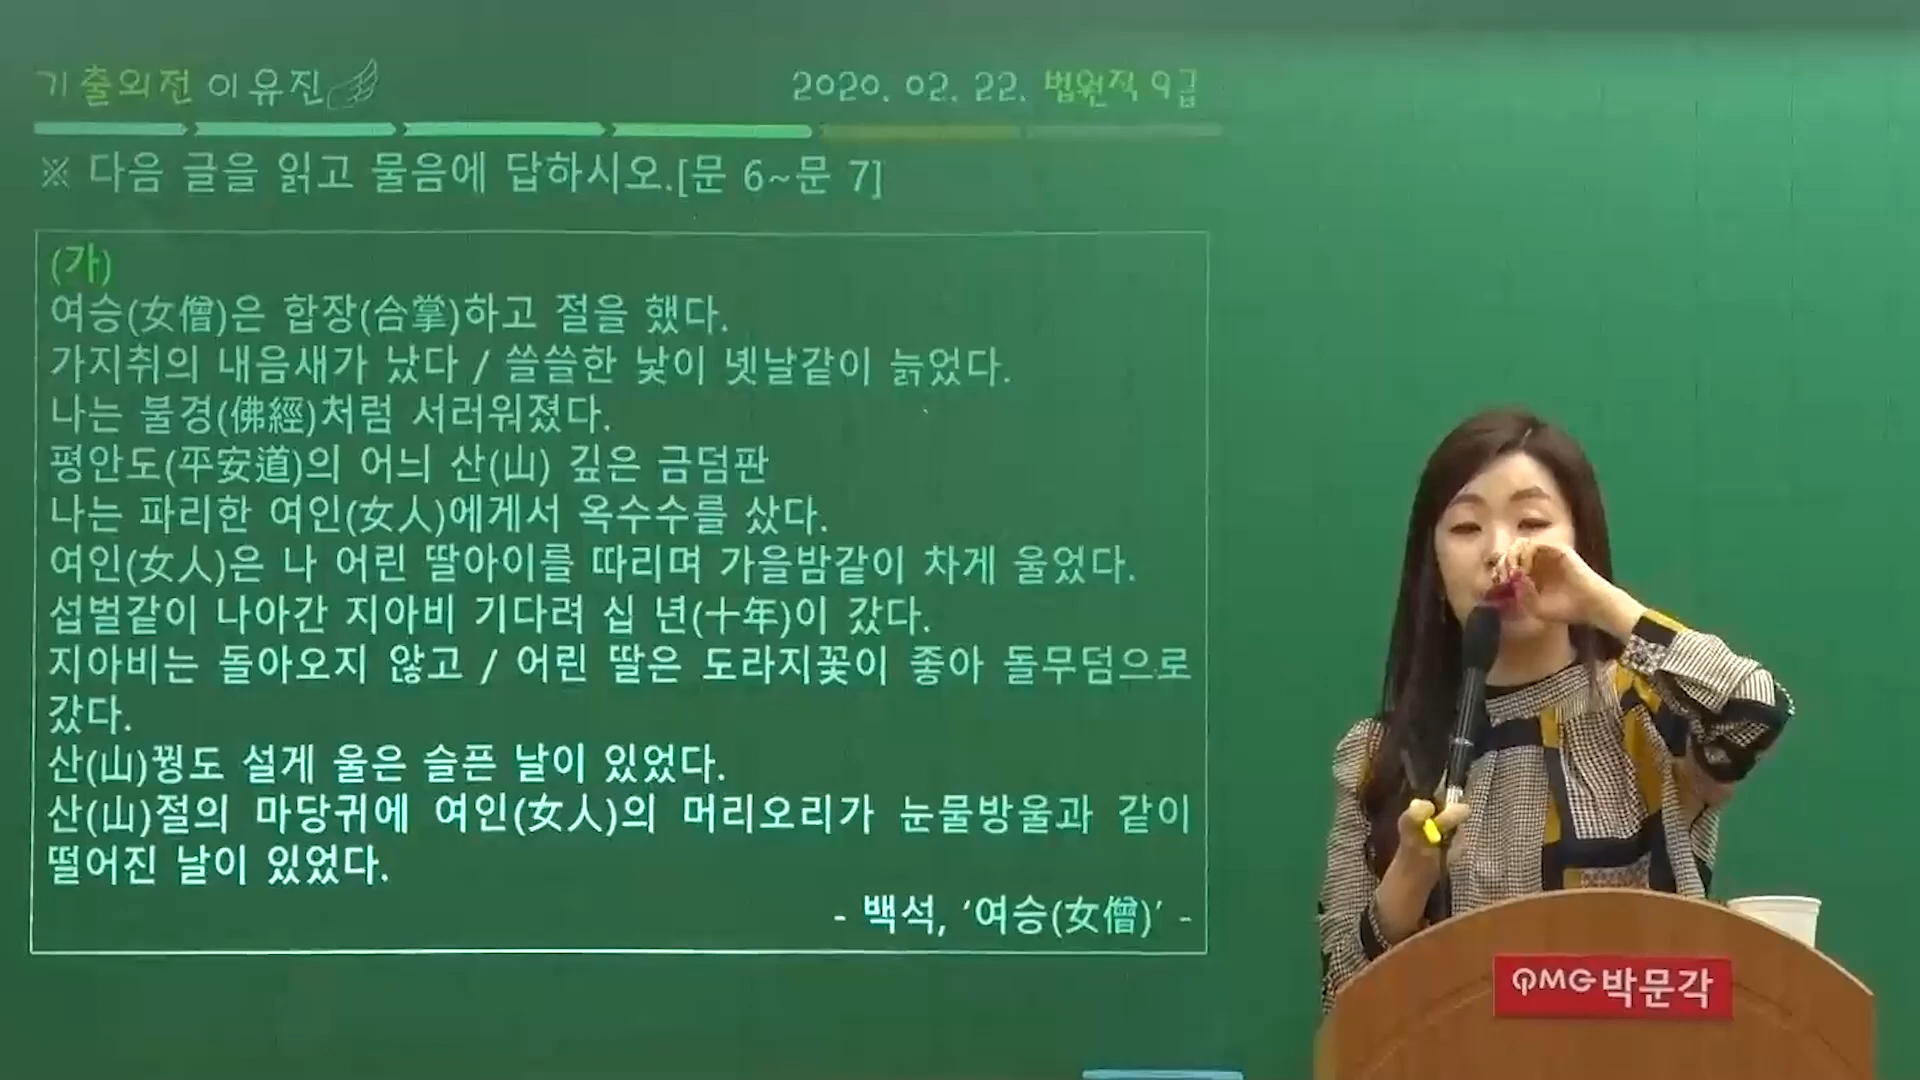 기출외전 이유진
2020. 02. 22. 법원직 9급
※ 다음 글을 읽고 물음에 답하시오.[문 6~문 7]
(가)
여승(女僧)은 합장(合掌)하고 절을 했다.
가지취의 내음새가 났다 / 쓸쓸한 낯이 녯날같이 늙었다.
나는 불경(佛經)처럼 서러워졌다.
평안도(平安道)의 어늬 산(山) 깊은 금덤판
나는 파리한 여인(女人)에게서 옥수수를 샀다.
여인(女人)은 나 어린 딸아이를 따리며 가을밤같이 차게 울었다.
섭벌같이 나아간 지아비 기다려 십 년(十年)이 갔다.
지아비는 돌아오지 않고 / 어린 딸은 도라지꽃이 좋아 돌무덤으로
갔다.
산(山)꿩도 설게 울은 슬픈 날이 있었다.
산(山)절의 마당귀에 여인(女人)의 머리오리가 눈물방울과 같이
떨어진 날이 있었다.
- 백석, ‘여승(女僧)’ -
PMG 박문각